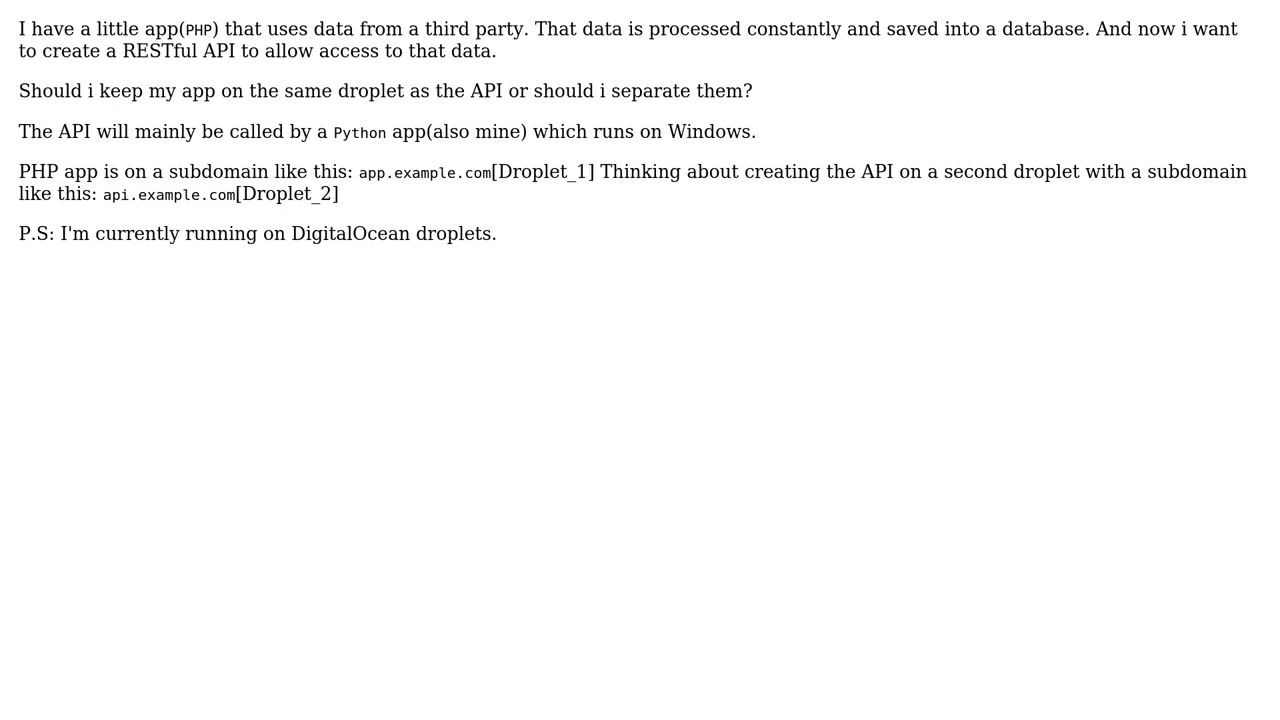 I have a little app(PHP) that uses data from a third party. That data is processed constantly and saved into a database. And now i want
to create a RESTful API to allow access to that data.
Should i keep my app on the same droplet as the API or should i separate them?
The API will mainly be called by a Python app(also mine) which runs on Windows.
PHP app is on a subdomain like this: app.example.com[Droplet_1] Thinking about creating the API on a second droplet with a subdomain
like this: api.example.com[Droplet_2]
P.S: I'm currently running on DigitalOcean droplets.